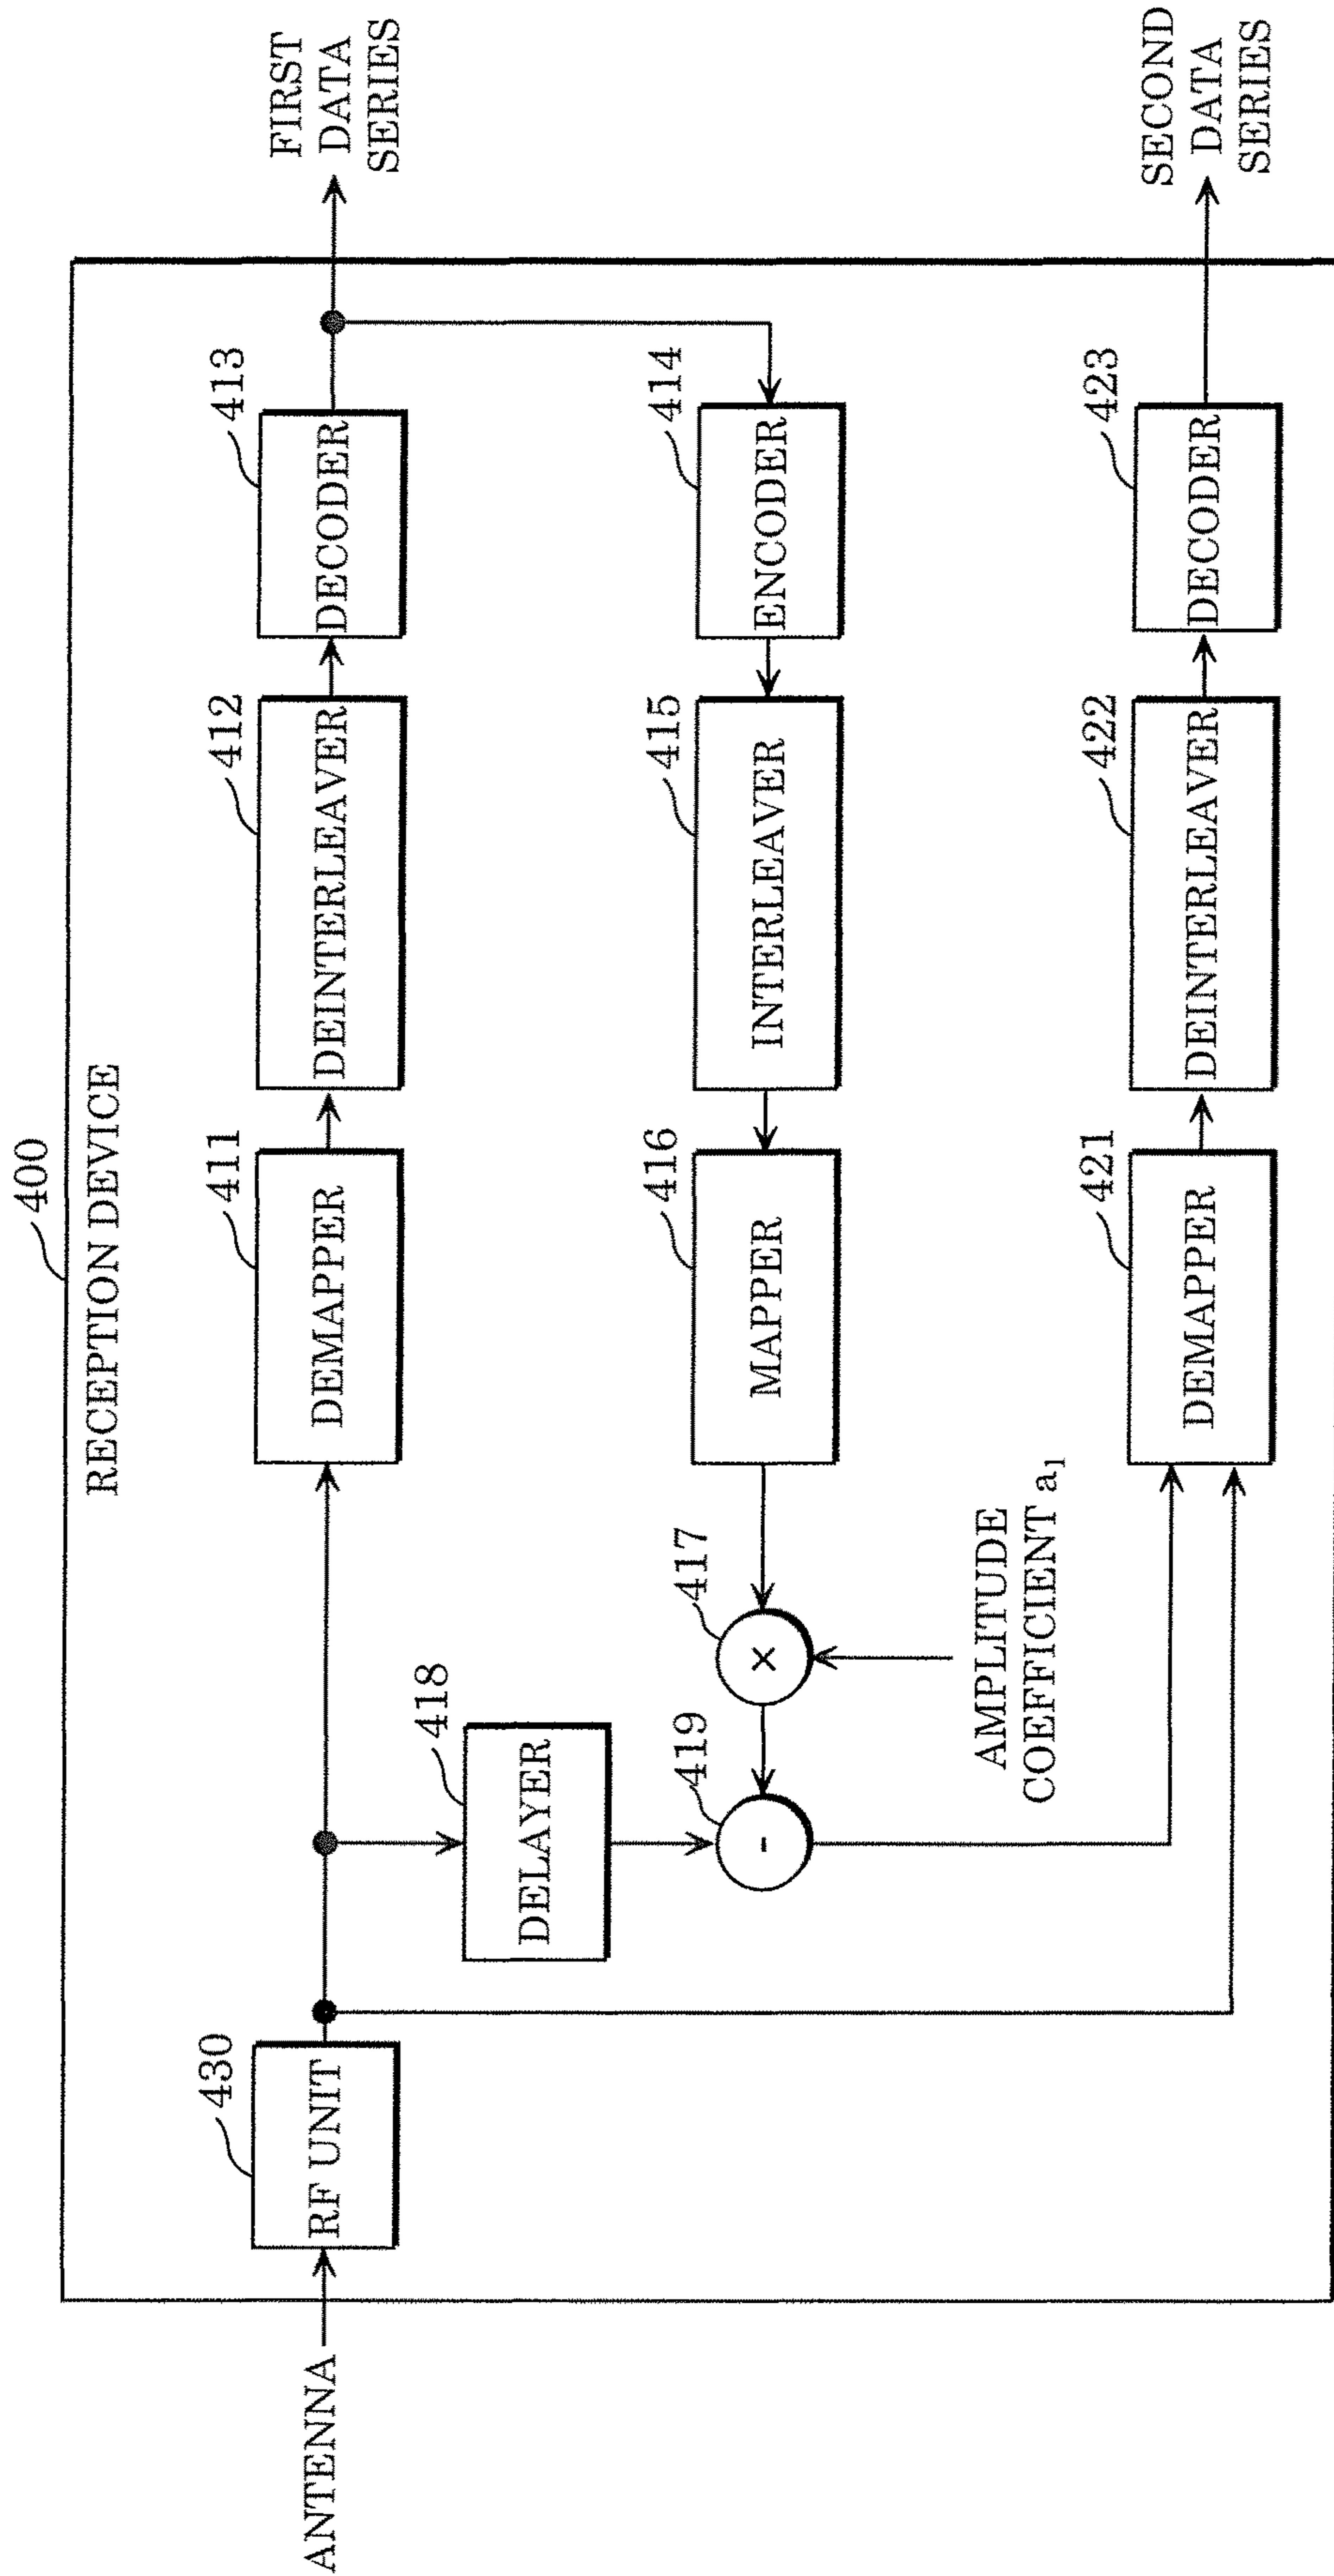 400
RECEPTION DEVICE
ANTENNA
430
RF UNIT
411
DEMAPPER
412
DEINTERLEAVER
413
DECODER
FIRST
DATA
SERIES
418
DELAYER
419
-
417
×
AMPLITUDE
COEFFICIENT a1
416
MAPPER
415
INTERLEAVER
414
ENCODER
421
DEMAPPER
422
DEINTERLEAVER
423
DECODER
SECOND
DATA
SERIES